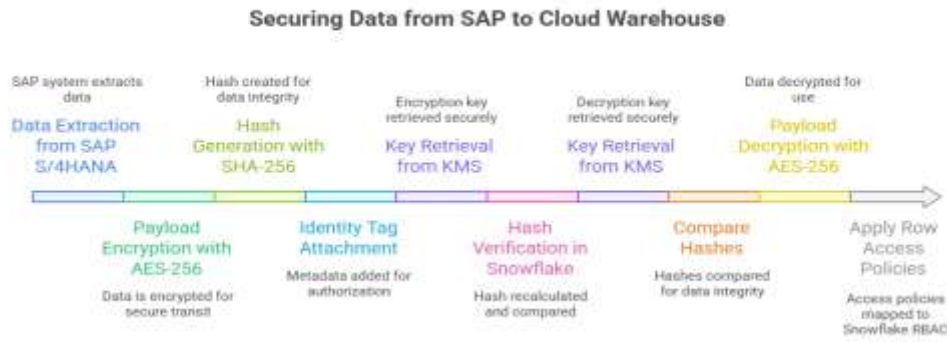 Securing Data from SAP to Cloud Warehouse
SAP system extracts
data
Data Extraction
from SAP
S/4HANA
Payload
Encryption with
AES-256
Data is encrypted for
secure transit
Hash created for
data integrity
Hash
Generation with
SHA-256
Identity Tag
Attachment
Metadata added for
authorization
Encryption key
retrieved securely
Key Retrieval
from KMS
Hash
Verification in
Snowflake
Hash recalculated
and compared
Decryption key
retrieved securely
Key Retrieval
from KMS
Compare
Hashes
Hashes compared
for data integrity
Data decrypted for
use
Payload
Decryption with
AES-256
Apply Row
Access
Policies
Access policies
mapped to
Snowflake RBAC